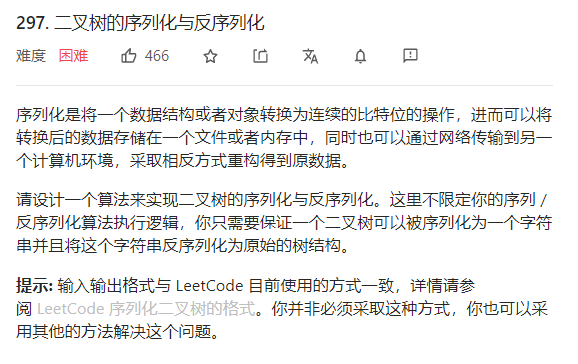 297. 二叉树的序列化与反序列化
难度 困难 466
序列化是将一个数据结构或者对象转换为连续的比特位的操作，进而可以将
转换后的数据存储在一个文件或者内存中，同时也可以通过网络传输到另一
个计算机环境，采取相反方式重构得到原数据。
请设计一个算法来实现二叉树的序列化与反序列化。这里不限定你的序列 /
反序列化算法执行逻辑，你只需要保证一个二叉树可以被序列化为一个字符
串并且将这个字符串反序列化为原始的树结构。
提示: 输入输出格式与 LeetCode 目前使用的方式一致，详情请参
阅 LeetCode 序列化二叉树的格式。你并非必须采取这种方式，你也可以采
用其他的方法解决这个问题。